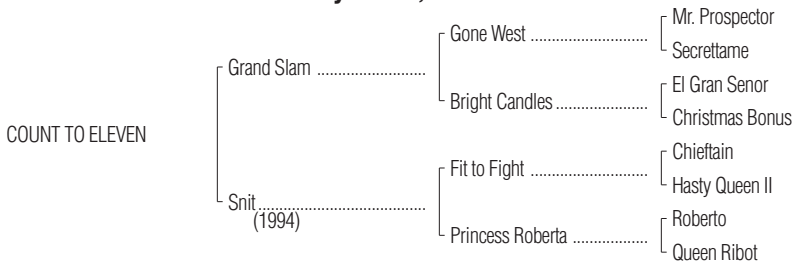 Mr. Prospector
Gone West ..........................
Secrettame
Grand Slam ........................
El Gran Senor
Bright Candles ....................
Christmas Bonus
COUNT TO ELEVEN
Chieftain
Fit to Fight ..........................
Hasty Queen II
Snit .....................................
(1994)
Roberto
Princess Roberta .................
Queen Ribot